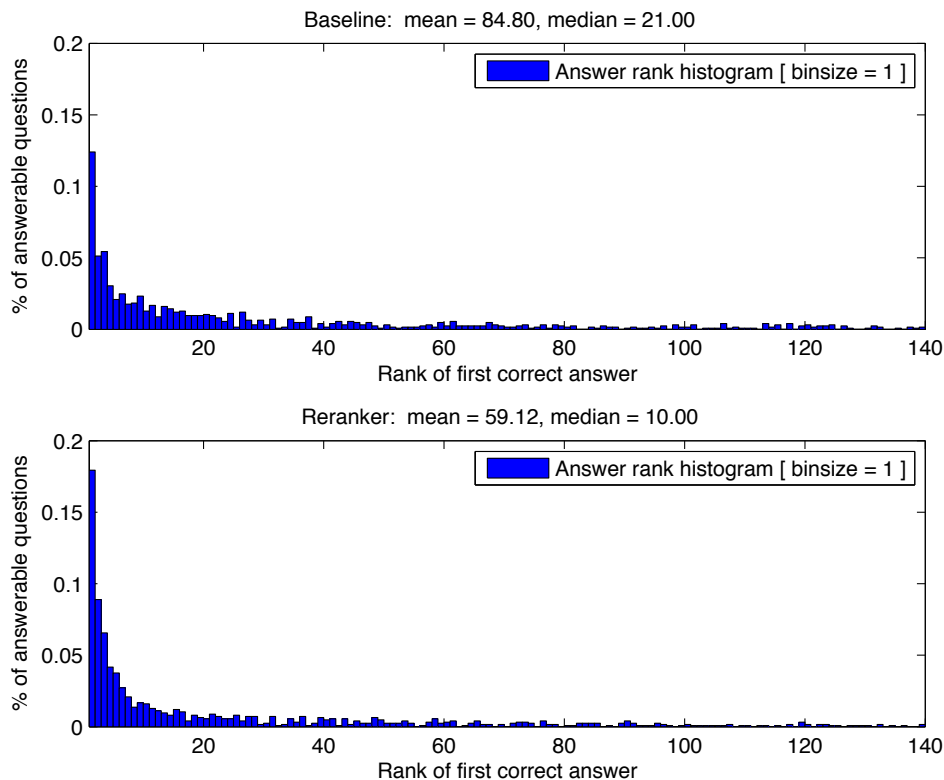 Baseline:  mean = 84.80, median = 21.00
0.2
Answer rank histogram [ binsize = 1 ]
0.15
0.1
0.05
0
% of answerable questions
20 40 60 80 100 120 140
Rank of first correct answer
Reranker:  mean = 59.12, median = 10.00
0.2
Answer rank histogram [ binsize = 1 ]
0.15
0.1
0.05
0
% of answerable questions
20 40 60 80 100 120 140
Rank of first correct answer